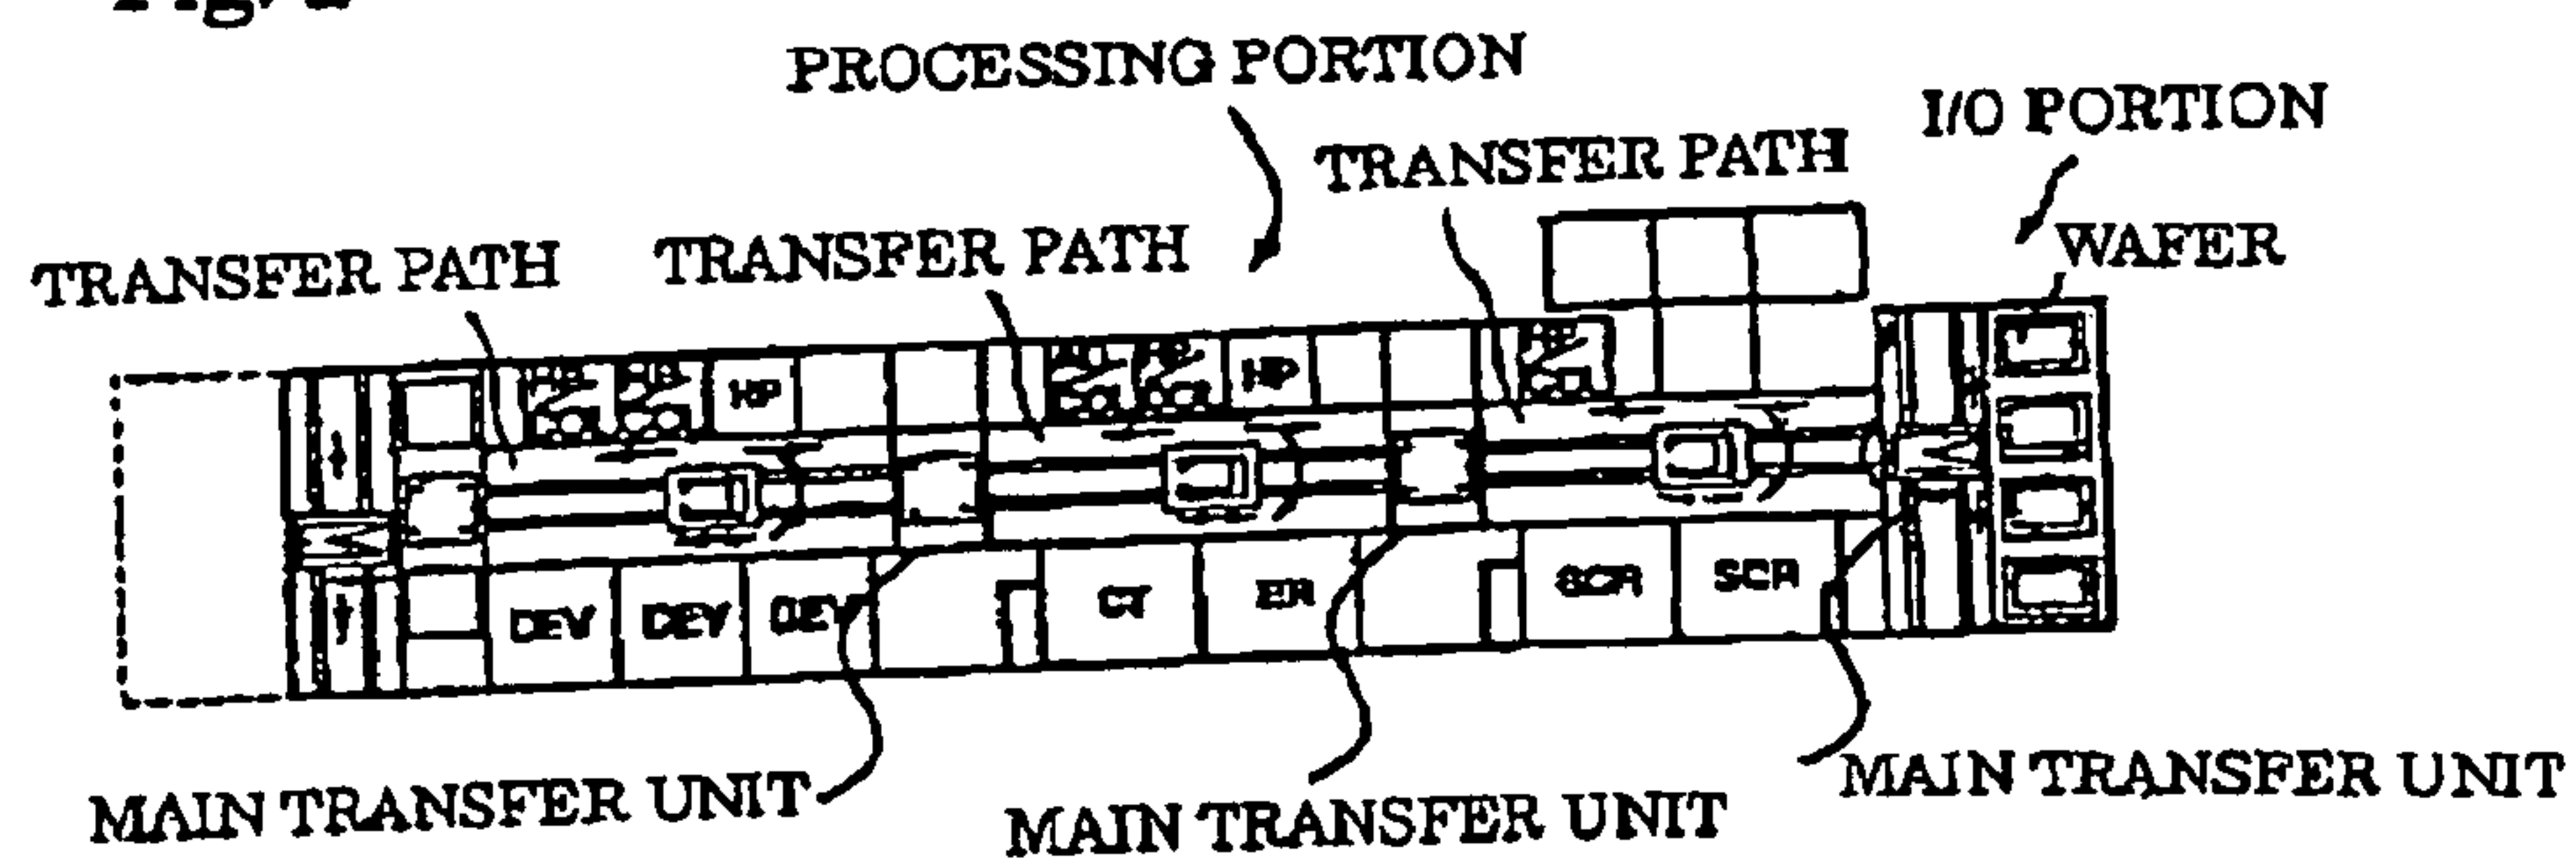 PROCESSING PORTION
I/O PORTION
TRANSFER PATH
WAFER
TRANSFER PATH
TRANSFER PATH
HP
HP
DEV
DEV
DEV
CT
ER
SCR
SCR
MAIN TRANSFER UNIT
MAIN TRANSFER UNIT
MAIN TRANSFER UNIT